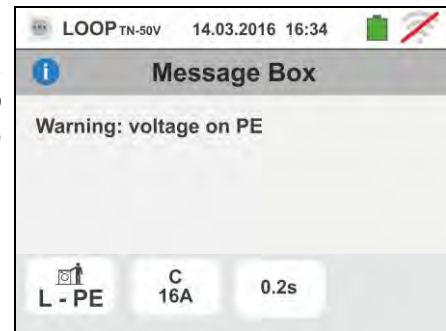 LOOP TN-50V 14.03.2016 16:34
Message Box
Warning: voltage on PE
L - PE
C
16A
0.2s